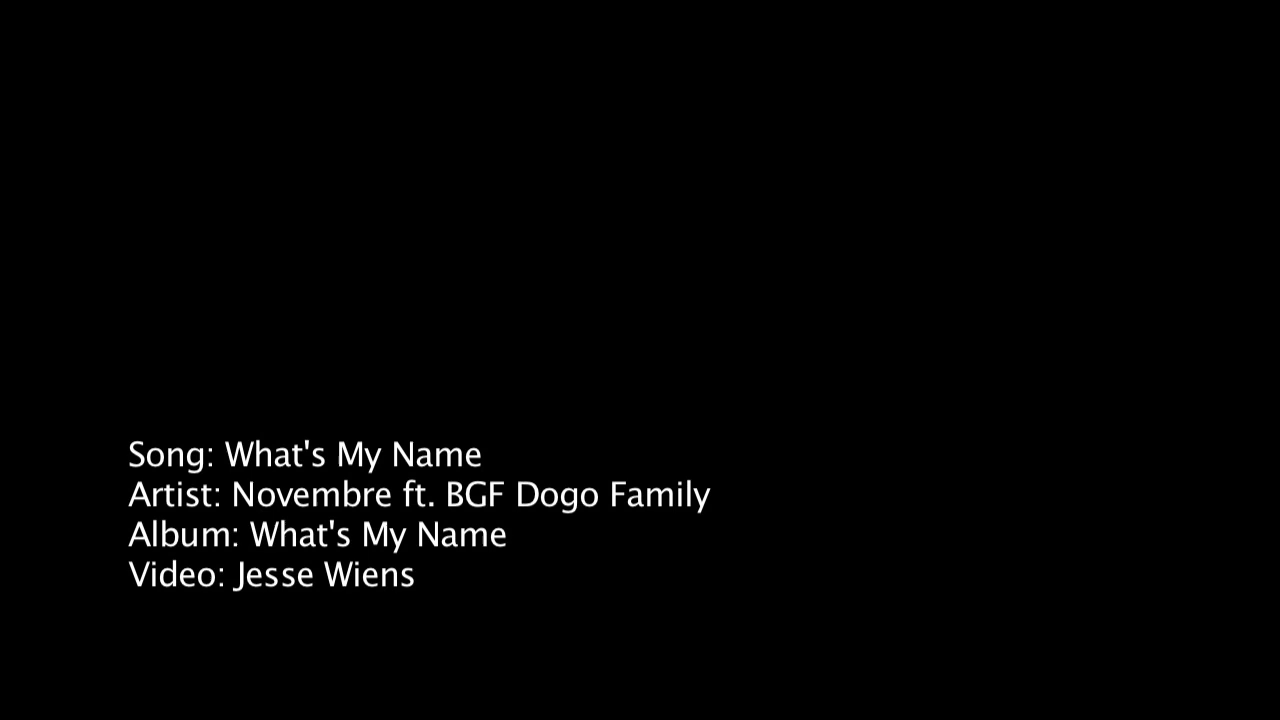 Song: What's My Name
Artist: Novembre ft. BGF Dogo Family
Album: What's My Name
Video: Jesse Wiens